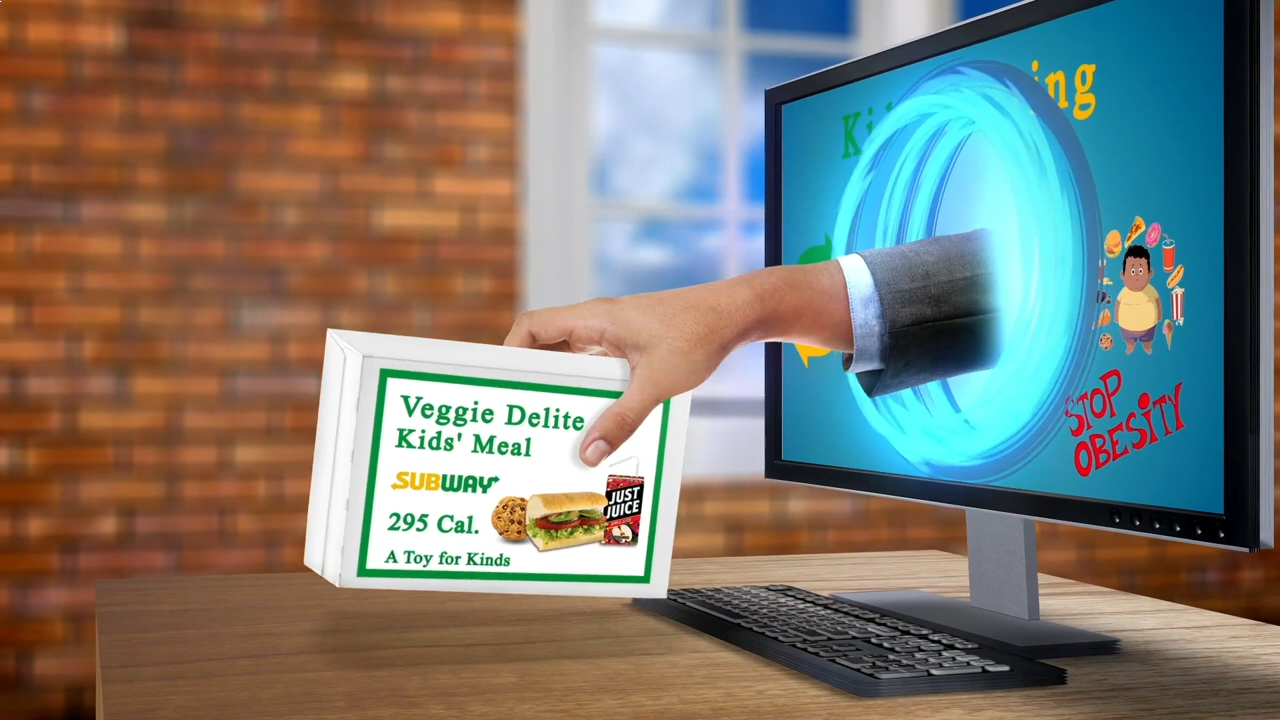 Veggie Delite
Kids' Meal
SUBWAY
295 Cal.
A Toy for Kinds
JUST
JUICE
STOP
OBESITY